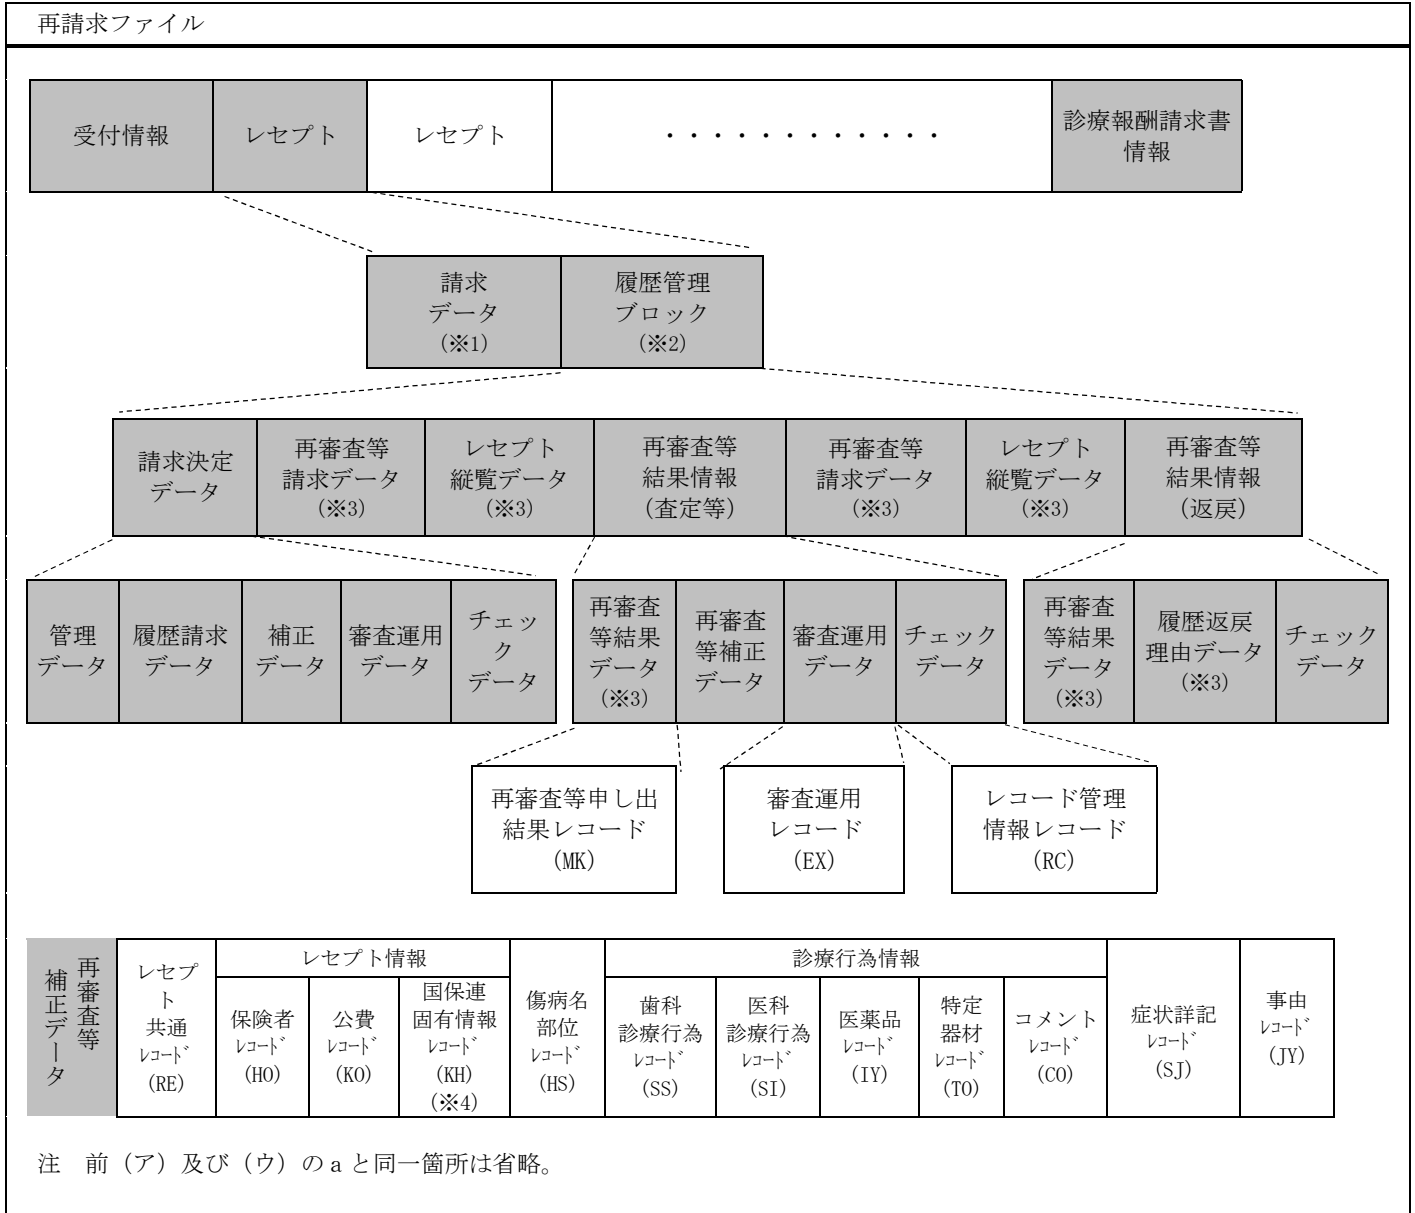 再請求ファイル
受付情報
レセプト
レセプト
・・・・・・・・・・・・
診療報酬請求書
情報
請求
データ
(※1)
履歴管理
ブロック
(※2)
請求決定
データ
再審査等
請求データ
(※3)
レセプト
縦覧データ
(※3)
再審査等
結果情報
(査定等)
再審査等
請求データ
(※3)
レセプト
縦覧データ
(※3)
再審査等
結果情報
(返戻)
管理
データ
履歴請求
データ
補正
データ
審査運用
データ
チェッ
ク
データ
再審査
等結果
データ
(※3)
再審査
等補正
データ
審査運用
データ
チェック
データ
再審査
等結果
データ
(※3)
履歴返戻
理由データ
(※3)
チェック
データ
再審査等申し出
結果レコード
(MK)
審査運用
レコード
(EX)
レコード管理
情報レコード
(RC)
再審査等
補正データ
レセプ
ト
共通
ﾚｺｰﾄﾞ
(RE)
レセプト情報
保険者
ﾚｺｰﾄﾞ
(HO)
公費
ﾚｺｰﾄﾞ
(KO)
国保連
固有情報
ﾚｺｰﾄﾞ
(KH)
(※4)
傷病名
部位
ﾚｺｰﾄﾞ
(HS)
診療行為情報
歯科
診療行為
ﾚｺｰﾄﾞ
(SS)
医科
診療行為
ﾚｺｰﾄﾞ
(SI)
医薬品
ﾚｺｰﾄﾞ
(IY)
特定
器材
ﾚｺｰﾄﾞ
(TO)
コメント
ﾚｺｰﾄﾞ
(CO)
症状詳記
ﾚｺｰﾄﾞ
(SJ)
事由
ﾚｺｰﾄﾞ
(JY)
注　前（ア）及び（ウ）のａと同一箇所は省略。